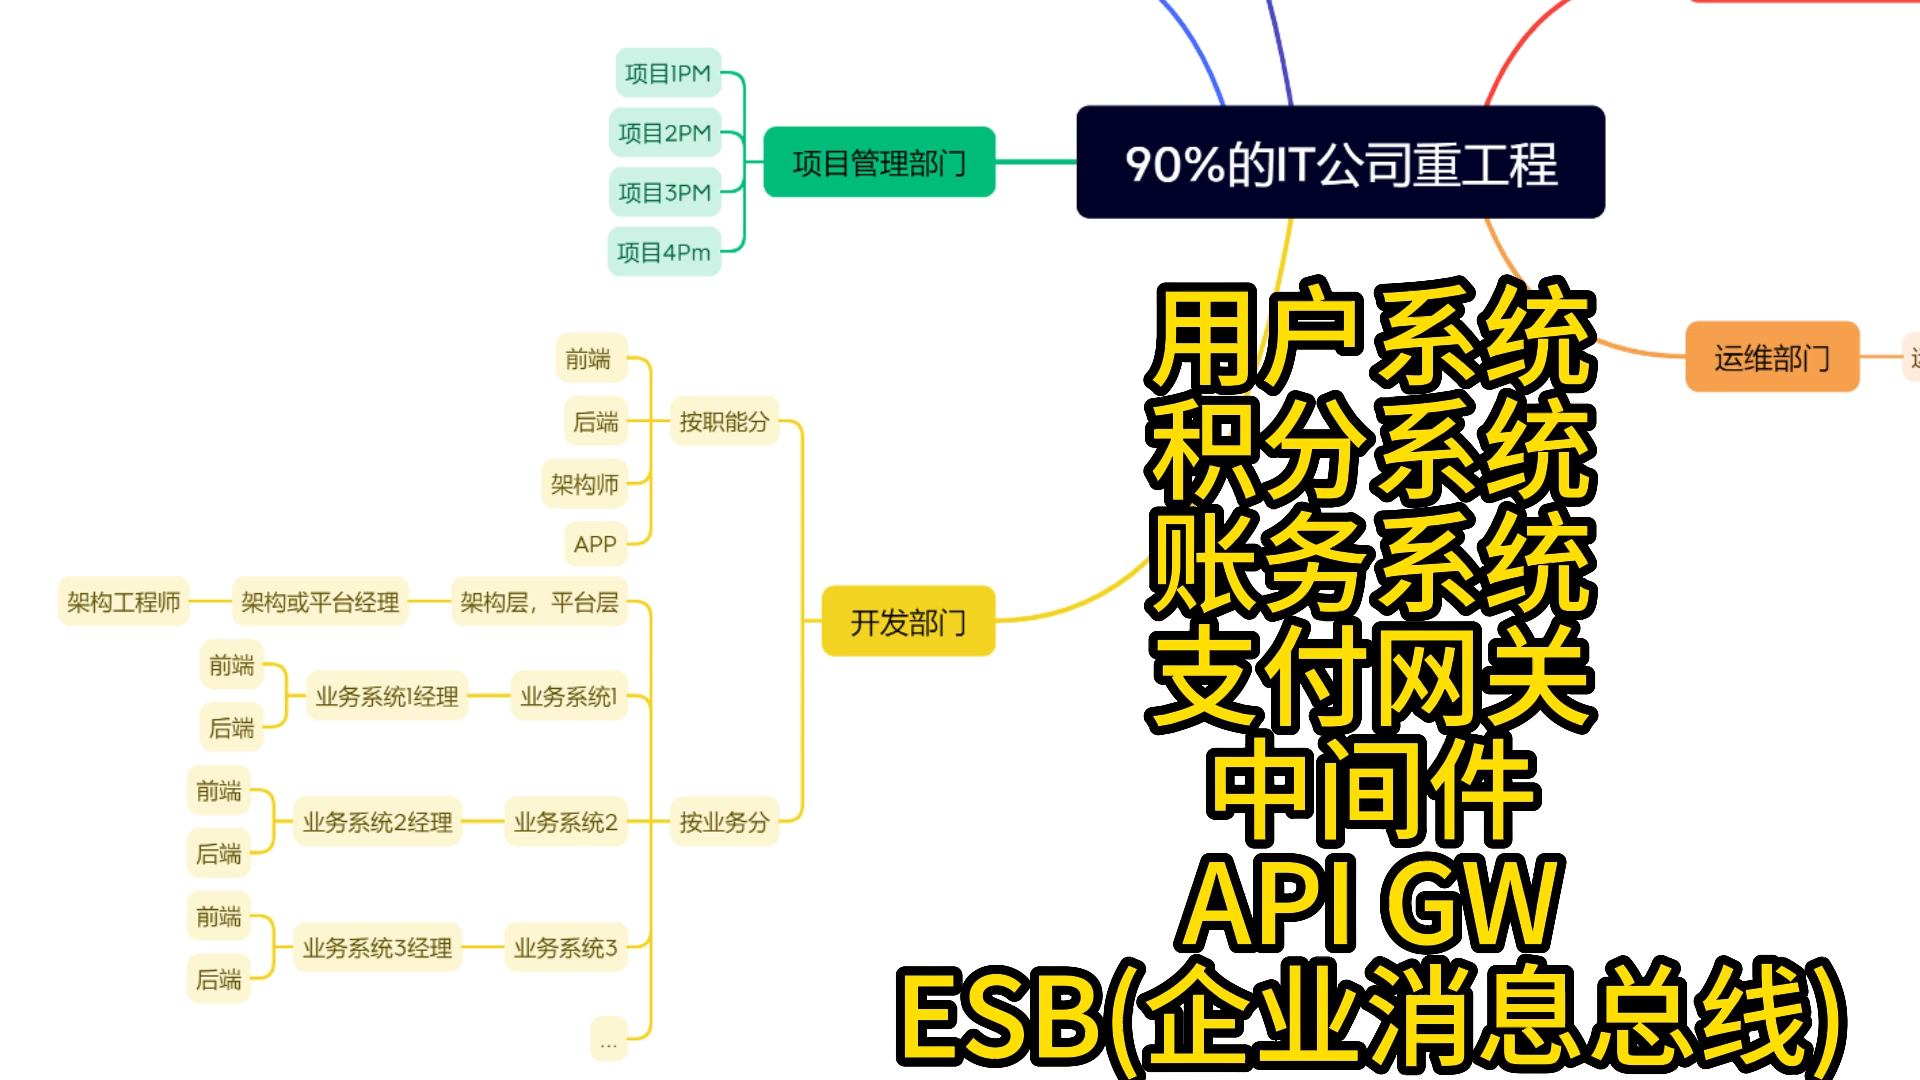 90%的IT公司重工程
项目管理部门
项目1PM
项目2PM
项目3PM
项目4Pm
开发部门
按职能分
前端
后端
架构师
APP
按业务分
架构层，平台层
架构或平台经理
架构工程师
业务系统1
业务系统1经理
前端
后端
业务系统2
业务系统2经理
前端
后端
业务系统3
业务系统3经理
前端
后端
...
运维部门
用户系统
积分系统
账务系统
支付网关
中间件
API GW
ESB(企业消息总线)